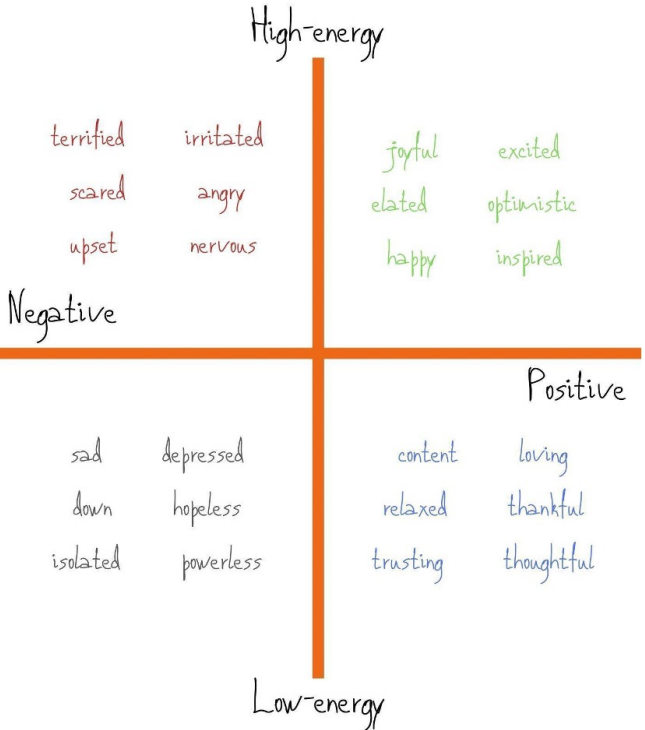 High-energy
terrified irritated
scared angry
upset nervous
joyful excited
elated optimistic
happy inspired
Negative
Positive
sad depressed
down hopeless
isolated powerless
content loving
relaxed thankful
trusting thoughtful
Low-energy